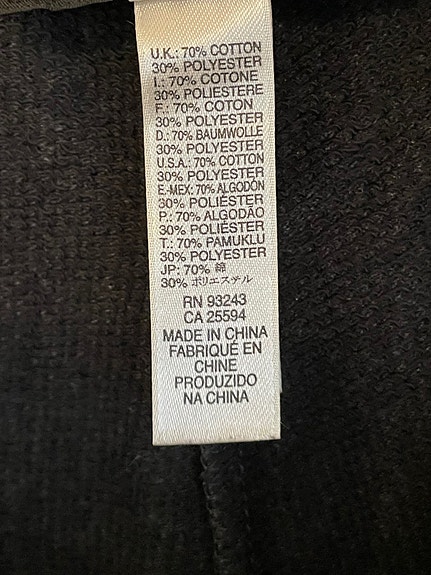 U.K.: 70% COTTON
30% POLYESTER
I.: 70% COTONE
30% POLIESTERE
F.: 70% COTON
30% POLYESTER
D.: 70% BAUMWOLLE
30% POLYESTER
U.S.A.: 70% COTTON
30% POLYESTER
E-MEX: 70% ALGODÓN
30% POLIÉSTER
P.: 70% ALGODÃO
30% POLIÉSTER
T.: 70% PAMUKLU
30% POLYESTER
JP: 70% 綿
30% ポリエステル
RN 93243
CA 25594
MADE IN CHINA
FABRIQUÉ EN
CHINE
PRODUZIDO
NA CHINA